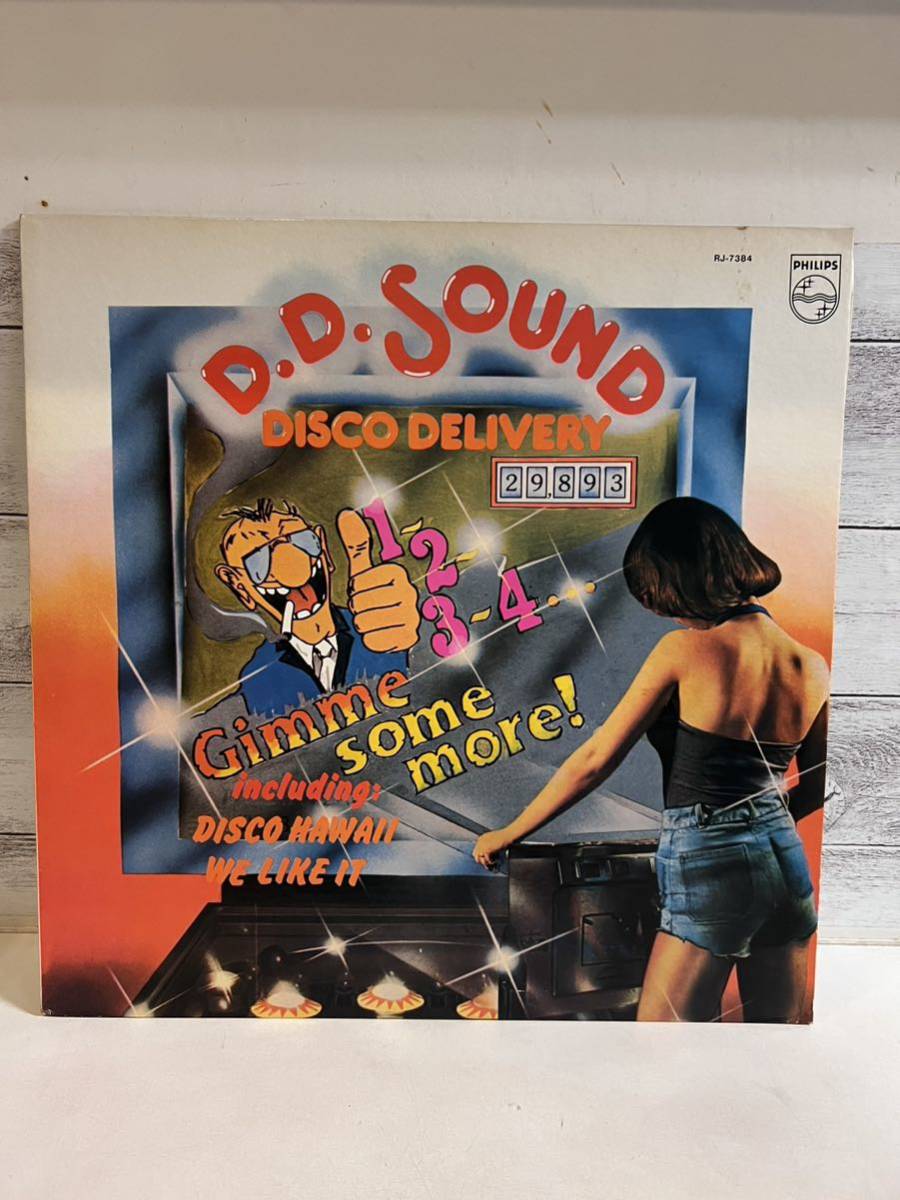 RJ-7384
PHILIPS
D.D. SOUND
DISCO DELIVERY
29,893
1-2-
3-4...
Gimme
some
more!
including:
DISCO HAWAII
WE LIKE IT